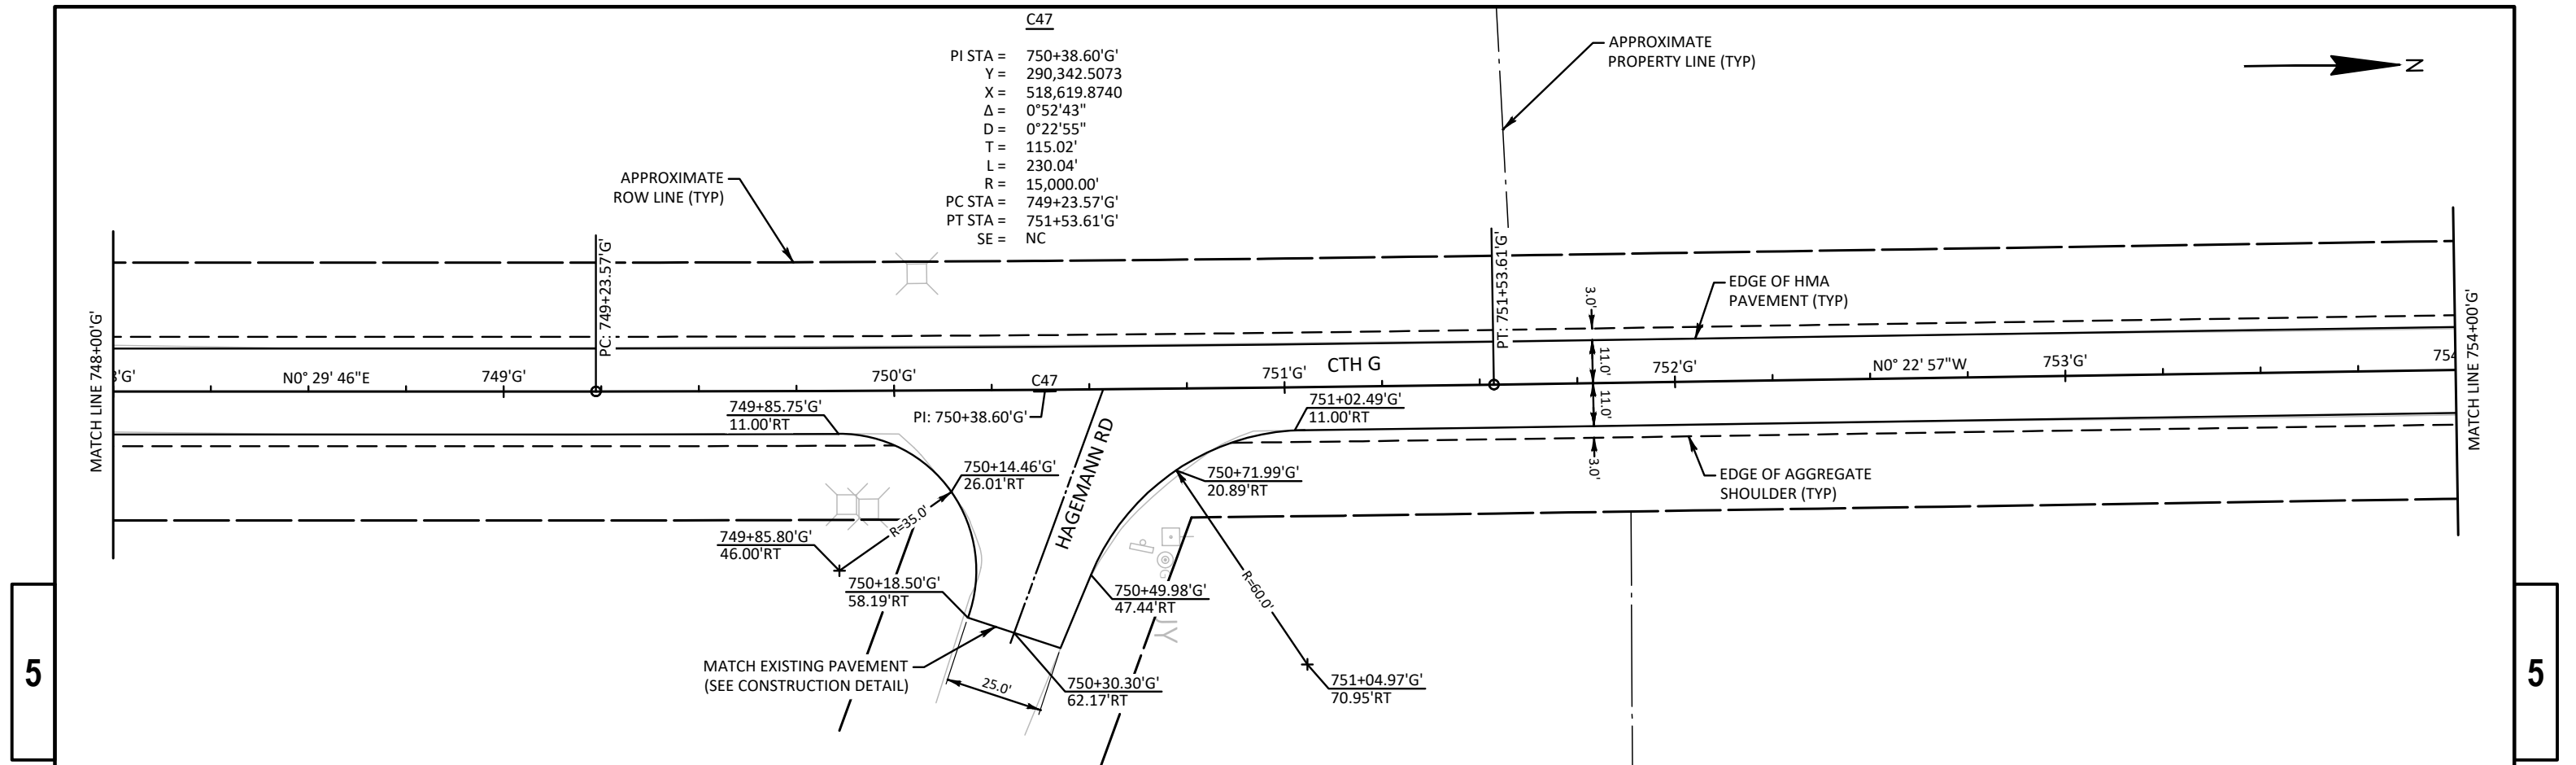 C47
PI STA = 750+38.60'G'
Y = 290,342.5073
X = 518,619.8740
Δ = 0°52'43"
D = 0°22'55"
T = 115.02'
L = 230.04'
R = 15,000.00'
PC STA = 749+23.57'G'
PT STA = 751+53.61'G'
SE = NC
APPROXIMATE
PROPERTY LINE (TYP)
N
APPROXIMATE
ROW LINE (TYP)
MATCH LINE 748+00'G'
PC: 749+23.57'G'
PT: 751+53.61'G'
EDGE OF HMA
PAVEMENT (TYP)
MATCH LINE 754+00'G'
3.0'
11.0'
11.0'
3.0'
'G'
N0° 29' 46"E
749'G'
750'G'
C47
751'G'
CTH G
752'G'
N0° 22' 57"W
753'G'
754
PI: 750+38.60'G'
749+85.75'G'
11.00'RT
751+02.49'G'
11.00'RT
HAGEMANN RD
750+14.46'G'
26.01'RT
750+71.99'G'
20.89'RT
EDGE OF AGGREGATE
SHOULDER (TYP)
R=35.0'
749+85.80'G'
46.00'RT
750+18.50'G'
58.19'RT
750+49.98'G'
47.44'RT
R=60.0'
MATCH EXISTING PAVEMENT
(SEE CONSTRUCTION DETAIL)
25.0'
750+30.30'G'
62.17'RT
751+04.97'G'
70.95'RT
5
5